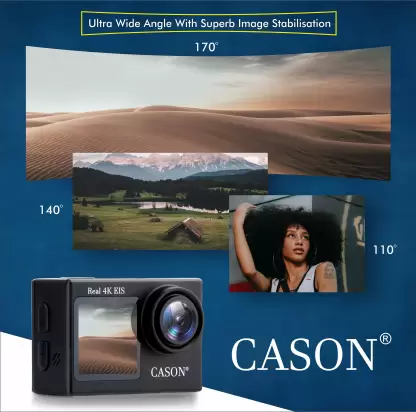 Ultra Wide Angle With Superb Image Stabilisation
170°
140°
110°
Real 4K EIS
CASON®
CASON®